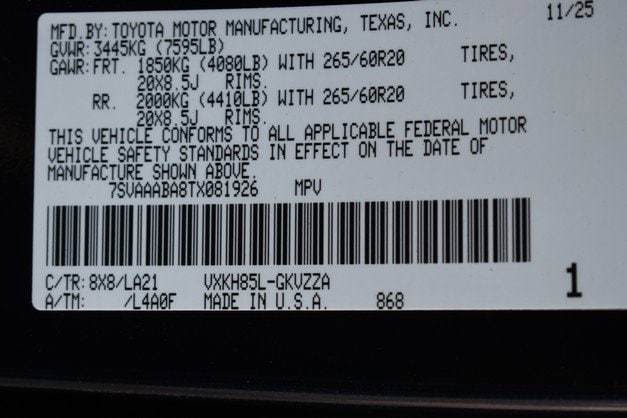 MFD.BY: TOYOTA MOTOR MANUFACTURING, TEXAS, INC. 11/25
GVWR: 3445KG (7595LB)
GAWR: FRT. 1850KG (4080LB) WITH 265/60R20 TIRES,
20X8.5J RIMS.
RR. 2000KG (4410LB) WITH 265/60R20 TIRES,
20X8.5J RIMS.
THIS VEHICLE CONFORMS TO ALL APPLICABLE FEDERAL MOTOR
VEHICLE SAFETY STANDARDS IN EFFECT ON THE DATE OF
MANUFACTURE SHOWN ABOVE.
7SVAAABA8TX081926 MPV
C/TR: 8X8/LA21 VXKH85L-GKVZZA 1
A/TM: /L4A0F MADE IN U.S.A. 868